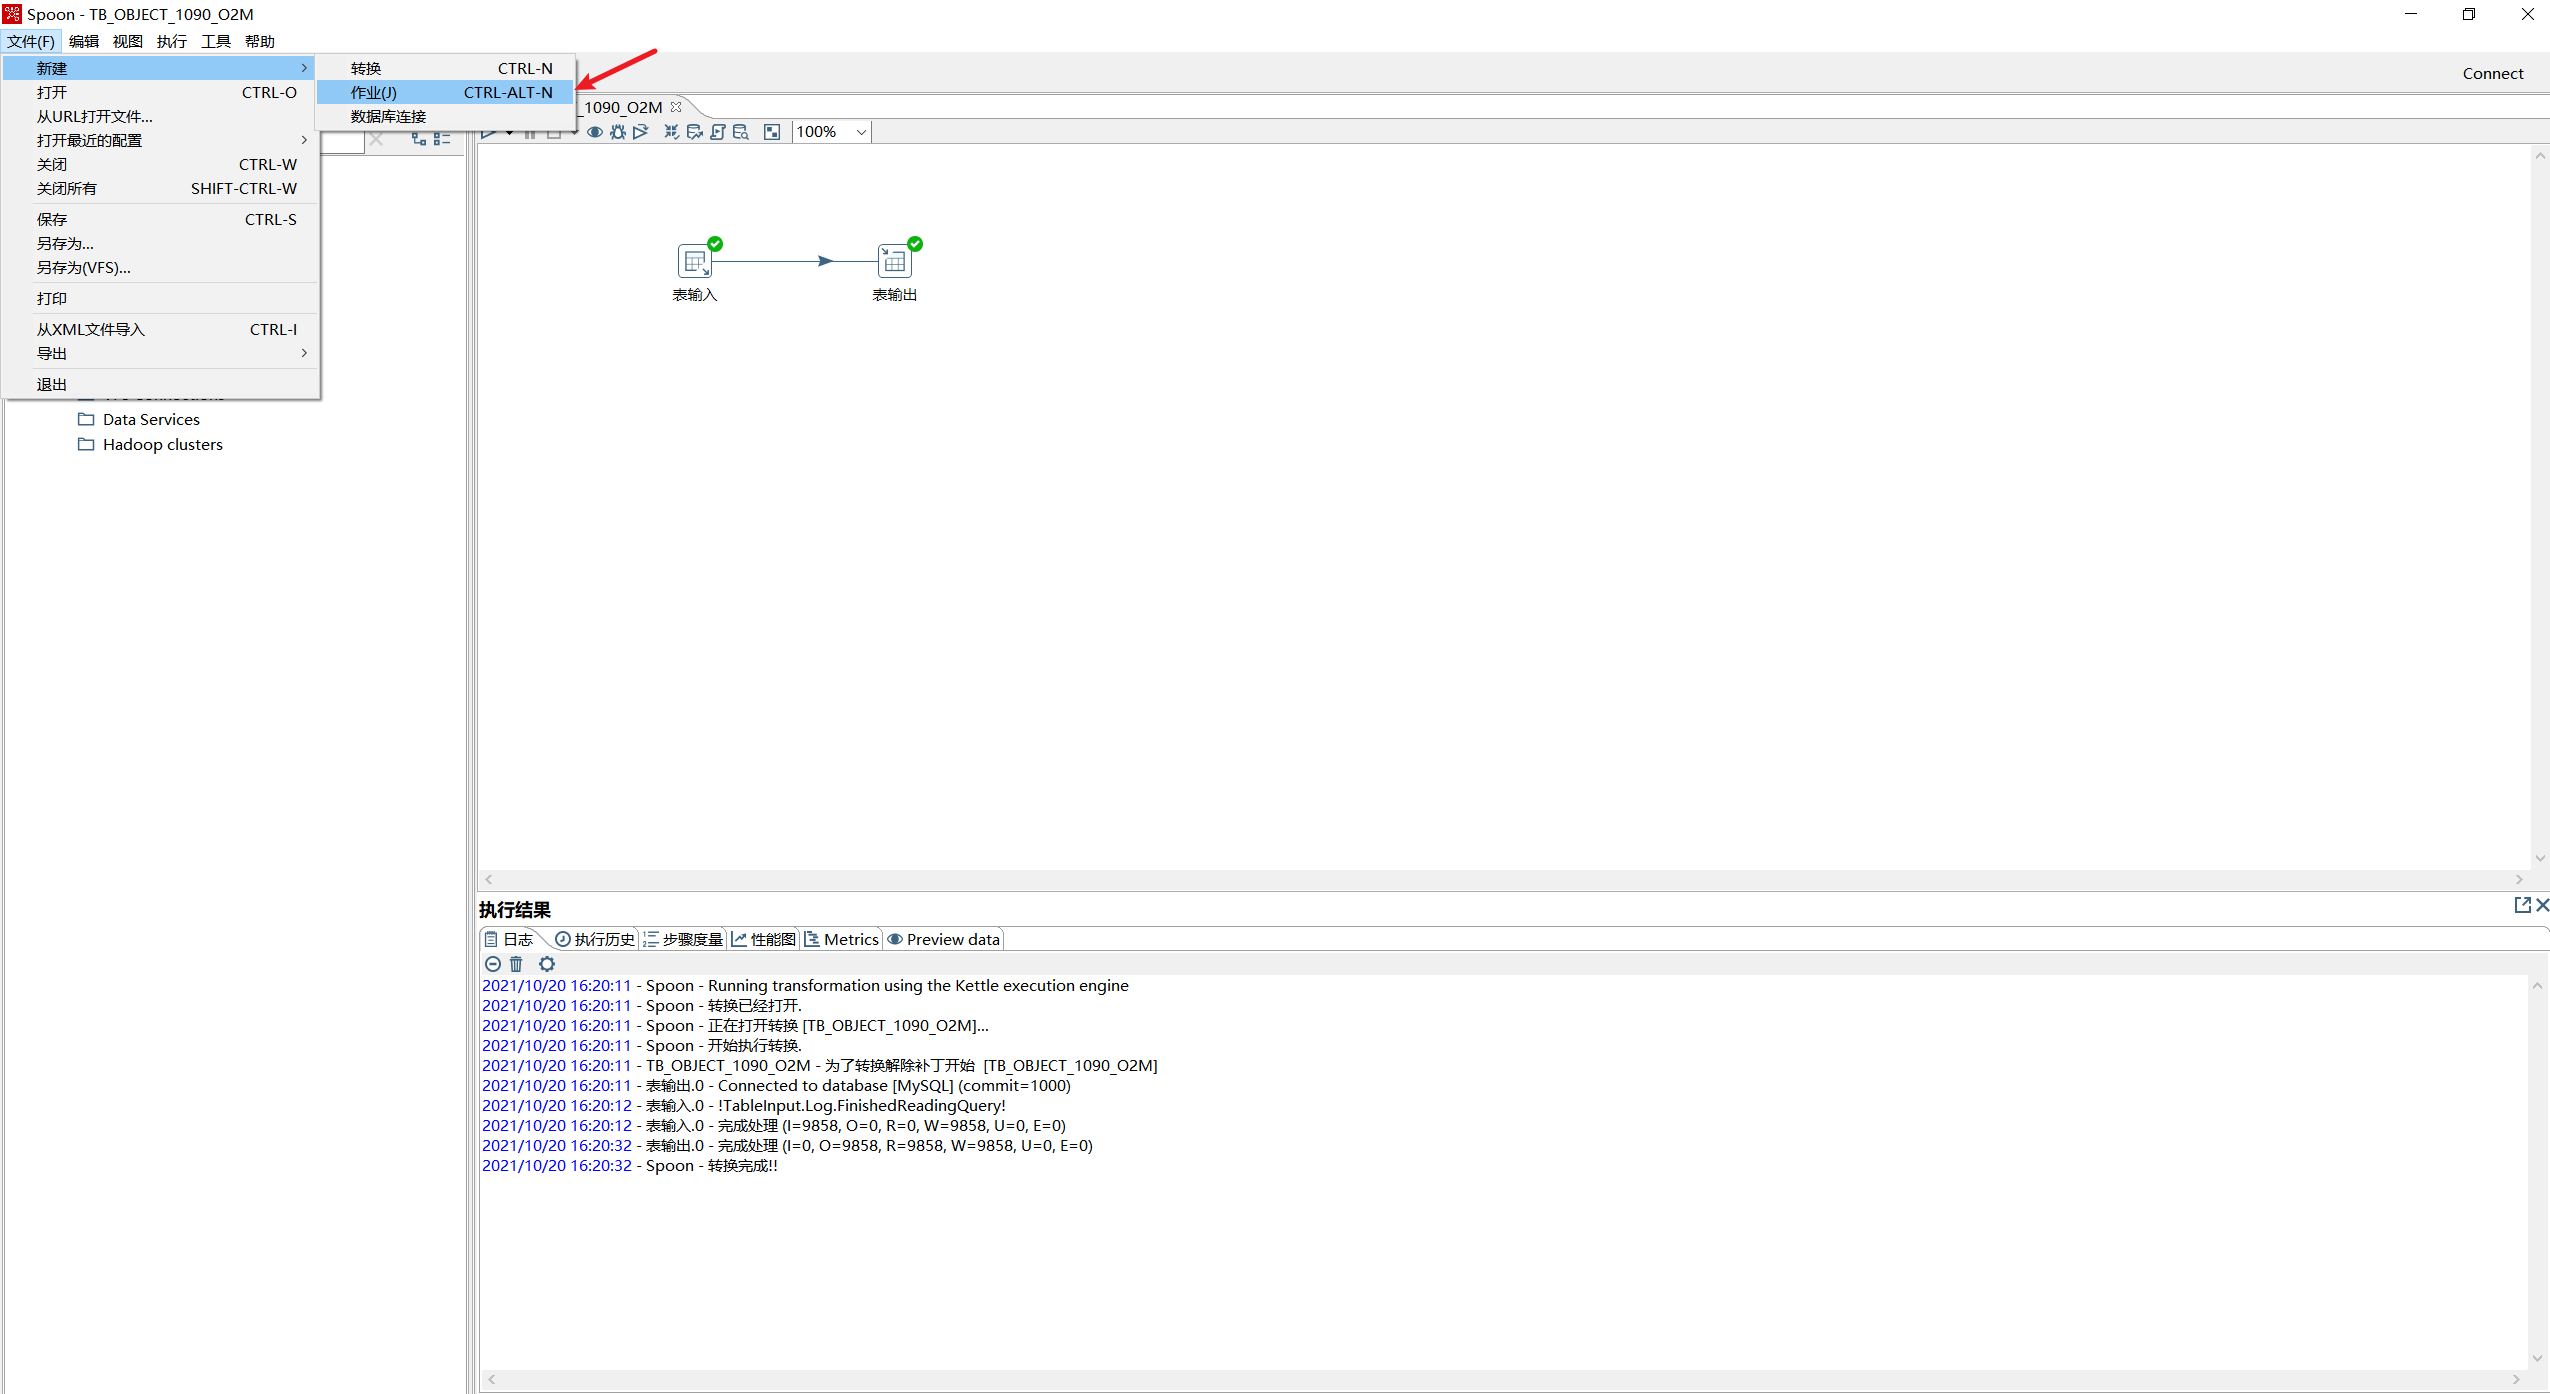 Spoon - TB_OBJECT_1090_O2M
文件(F) 编辑 视图 执行 工具 帮助
Connect
新建
打开 CTRL-O
从URL打开文件...
打开最近的配置
关闭 CTRL-W
关闭所有 SHIFT-CTRL-W
保存 CTRL-S
另存为...
另存为(VFS)...
打印
从XML文件导入 CTRL-I
导出
退出
转换 CTRL-N
作业(J) CTRL-ALT-N
数据库连接
_1090_O2M
100%
Data Services
Hadoop clusters
表输入 表输出
执行结果
日志 执行历史 步骤度量 性能图 Metrics Preview data
2021/10/20 16:20:11 - Spoon - Running transformation using the Kettle execution engine
2021/10/20 16:20:11 - Spoon - 转换已经打开.
2021/10/20 16:20:11 - Spoon - 正在打开转换 [TB_OBJECT_1090_O2M]...
2021/10/20 16:20:11 - Spoon - 开始执行转换.
2021/10/20 16:20:11 - TB_OBJECT_1090_O2M - 为了转换解除补丁开始  [TB_OBJECT_1090_O2M]
2021/10/20 16:20:11 - 表输出.0 - Connected to database [MySQL] (commit=1000)
2021/10/20 16:20:12 - 表输入.0 - !TableInput.Log.FinishedReadingQuery!
2021/10/20 16:20:12 - 表输入.0 - 完成处理 (I=9858, O=0, R=0, W=9858, U=0, E=0)
2021/10/20 16:20:32 - 表输出.0 - 完成处理 (I=0, O=9858, R=9858, W=9858, U=0, E=0)
2021/10/20 16:20:32 - Spoon - 转换完成!!